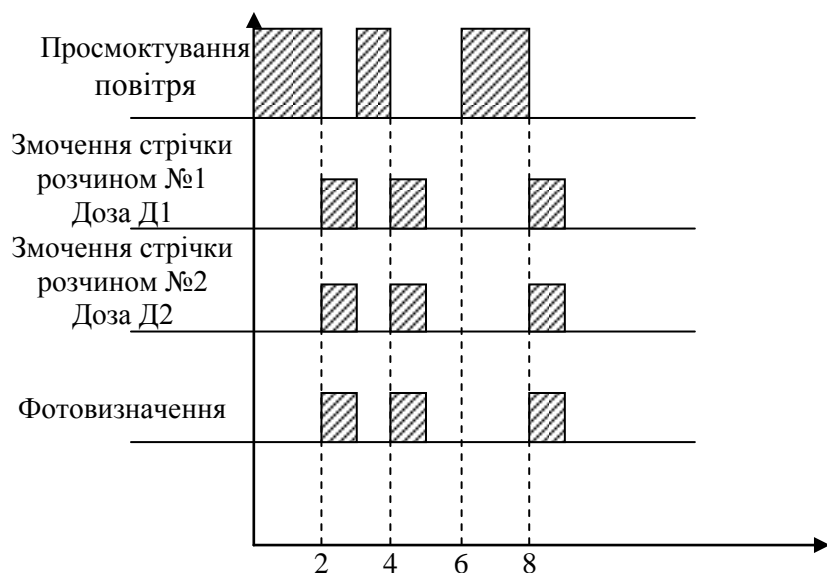 Просмоктування
повітря
Змочення стрічки
розчином №1
Доза Д1
Змочення стрічки
розчином №2
Доза Д2
Фотовизначення
2 4 6 8